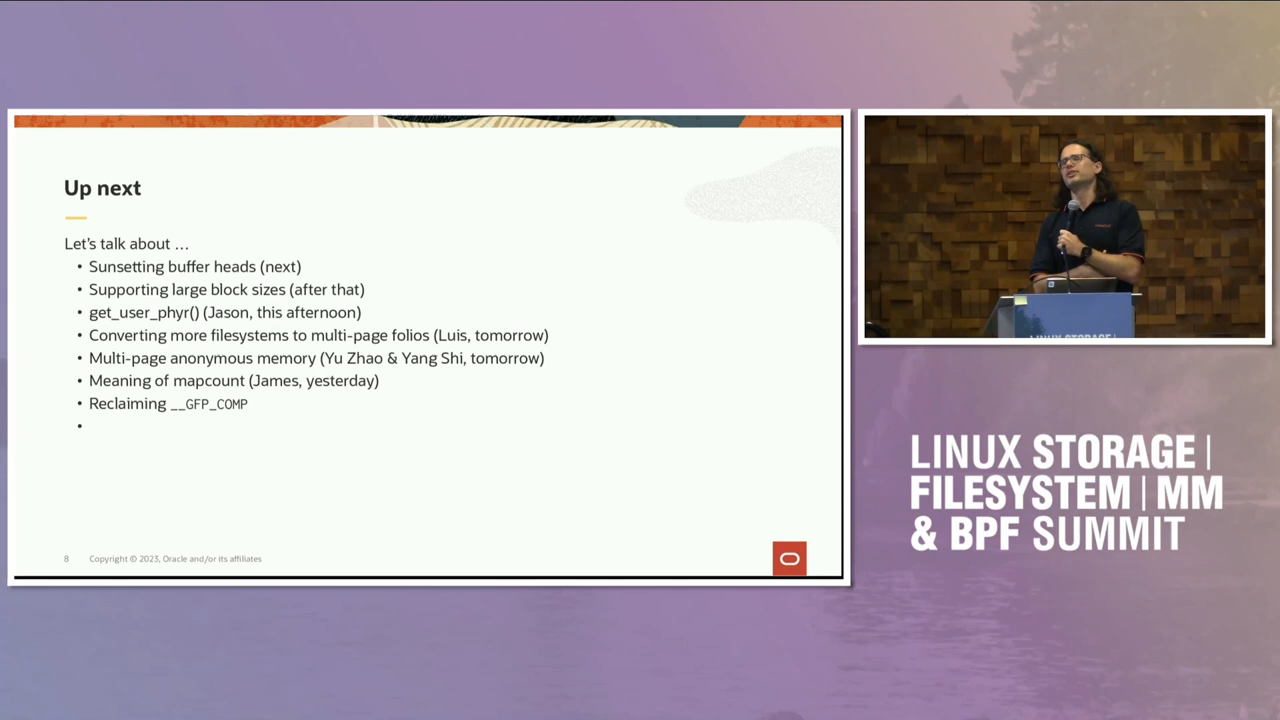 Up next
Let's talk about …
• Sunsetting buffer heads (next)
• Supporting large block sizes (after that)
• get_user_phyr() (Jason, this afternoon)
• Converting more filesystems to multi-page folios (Luis, tomorrow)
• Multi-page anonymous memory (Yu Zhao & Yang Shi, tomorrow)
• Meaning of mapcount (James, yesterday)
• Reclaiming __GFP_COMP
•
8 Copyright © 2023, Oracle and/or its affiliates
ORACLE
LINUX STORAGE |
LINUX STORAGE |
FILESYSTEM | MM
& BPF SUMMIT